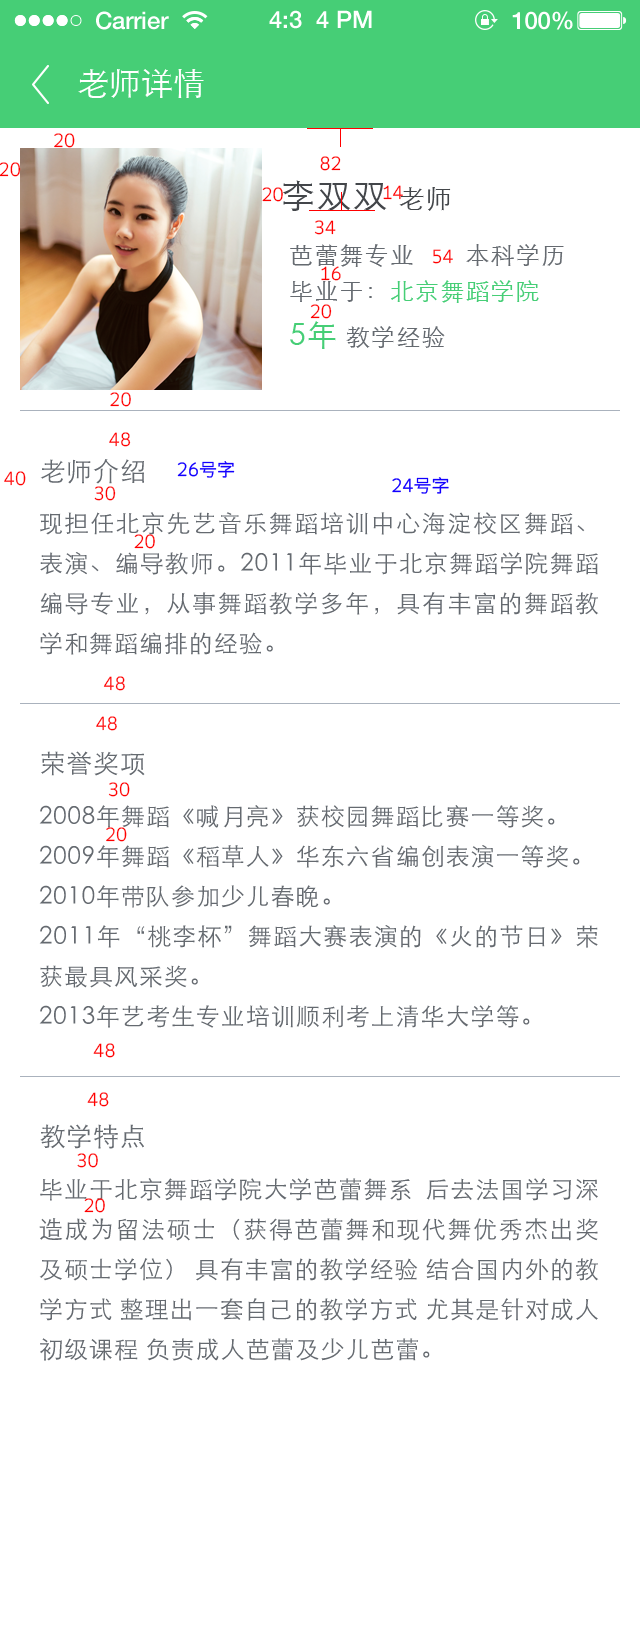 Carrier 4:3 4 PM 100%
老师详情
20
20
82
20 李双双 14 老师
34
芭蕾舞专业 54 本科学历
16
毕业于：北京舞蹈学院
20
5年 教学经验
20
48
40 老师介绍 26号字
24号字
30
现担任北京先艺音乐舞蹈培训中心海淀校区舞蹈、
20
表演、编导教师。2011年毕业于北京舞蹈学院舞蹈
编导专业，从事舞蹈教学多年，具有丰富的舞蹈教
学和舞蹈编排的经验。
48
48
荣誉奖项
30
2008年舞蹈《喊月亮》获校园舞蹈比赛一等奖。
20
2009年舞蹈《稻草人》华东六省编创表演一等奖。
2010年带队参加少儿春晚。
2011年“桃李杯”舞蹈大赛表演的《火的节日》荣
获最具风采奖。
2013年艺考生专业培训顺利考上清华大学等。
48
48
教学特点
30
毕业于北京舞蹈学院大学芭蕾舞系 后去法国学习深
20
造成为留法硕士（获得芭蕾舞和现代舞优秀杰出奖
及硕士学位） 具有丰富的教学经验 结合国内外的教
学方式 整理出一套自己的教学方式 尤其是针对成人
初级课程 负责成人芭蕾及少儿芭蕾。